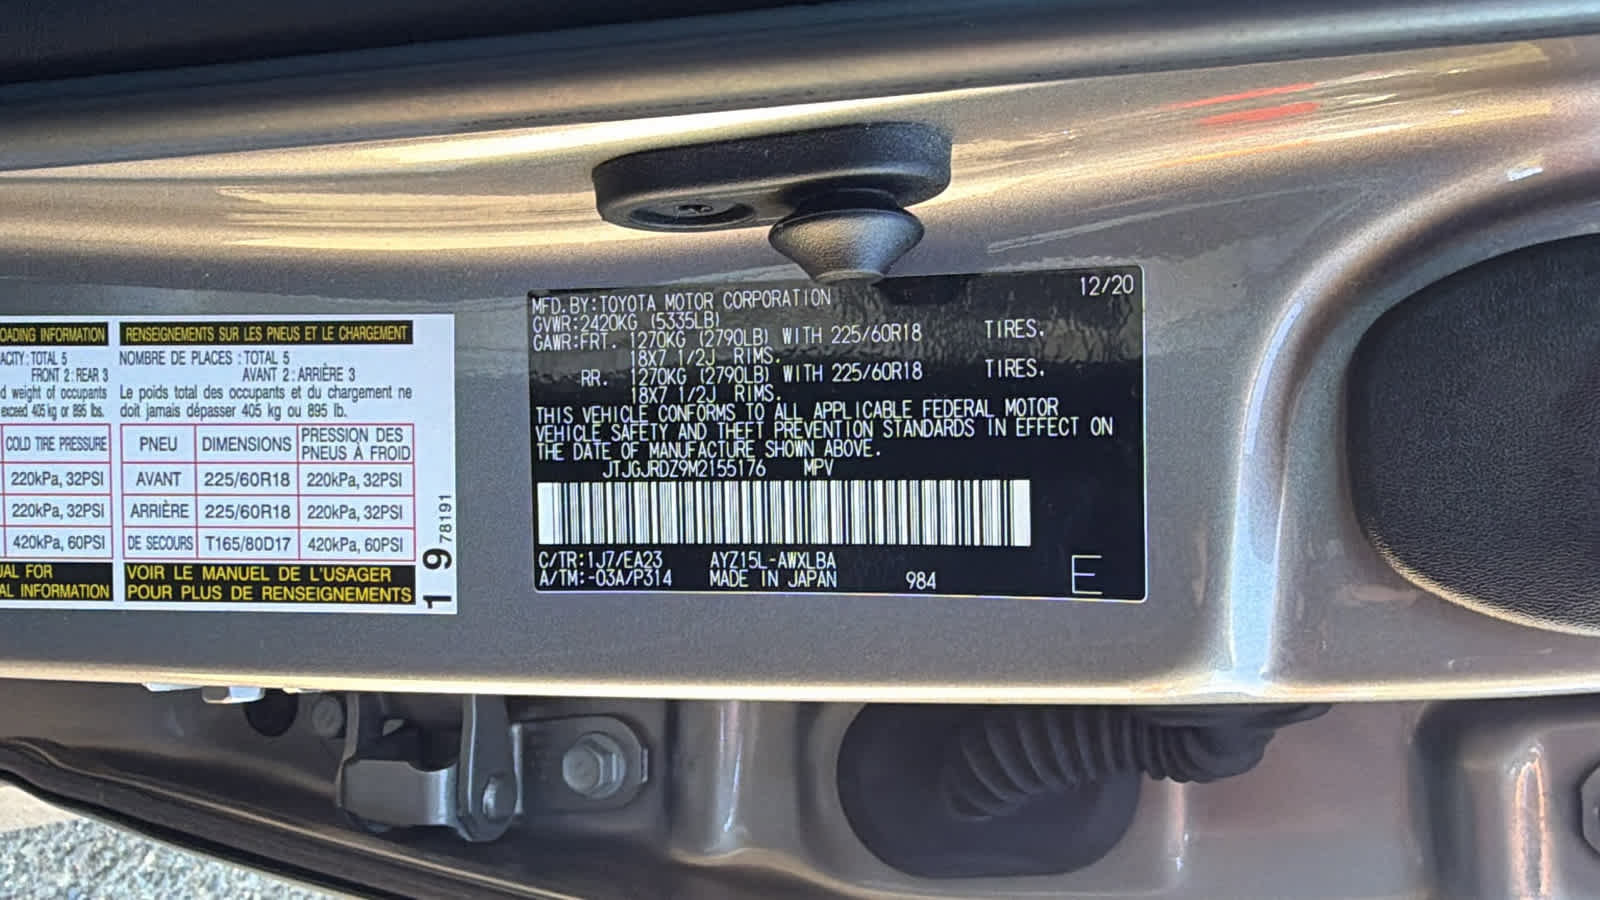 OADING INFORMATION
ACITY: TOTAL 5
FRONT 2: REAR 3
d weight of occupants
exceed 405 kg or 895 lbs.
COLD TIRE PRESSURE
220kPa, 32PSI
220kPa, 32PSI
420kPa, 60PSI
UAL FOR
AL INFORMATION
RENSEIGNEMENTS SUR LES PNEUS ET LE CHARGEMENT
NOMBRE DE PLACES : TOTAL 5
AVANT 2: ARRIÈRE 3
Le poids total des occupants et du chargement ne
doit jamais dépasser 405 kg ou 895 lb.
PNEU DIMENSIONS PRESSION DES PNEUS À FROID
AVANT 225/60R18 220kPa, 32PSI
ARRIÈRE 225/60R18 220kPa, 32PSI
DE SECOURS T165/80D17 420kPa, 60PSI
VOIR LE MANUEL DE L'USAGER
POUR PLUS DE RENSEIGNEMENTS
19
78191
MFD.BY:TOYOTA MOTOR CORPORATION 12/20
GVWR:2420KG (5335LB)
GAWR:FRT. 1270KG (2790LB) WITH 225/60R18 TIRES,
18X7 1/2J RIMS.
RR. 1270KG (2790LB) WITH 225/60R18 TIRES,
18X7 1/2J RIMS.
THIS VEHICLE CONFORMS TO ALL APPLICABLE FEDERAL MOTOR
VEHICLE SAFETY AND THEFT PREVENTION STANDARDS IN EFFECT ON
THE DATE OF MANUFACTURE SHOWN ABOVE.
JTJGJRDZ9M2155176 MPV
C/TR:1J7/EA23 AYZ15L-AWXLBA
A/TM:-03A/P314 MADE IN JAPAN 984 E